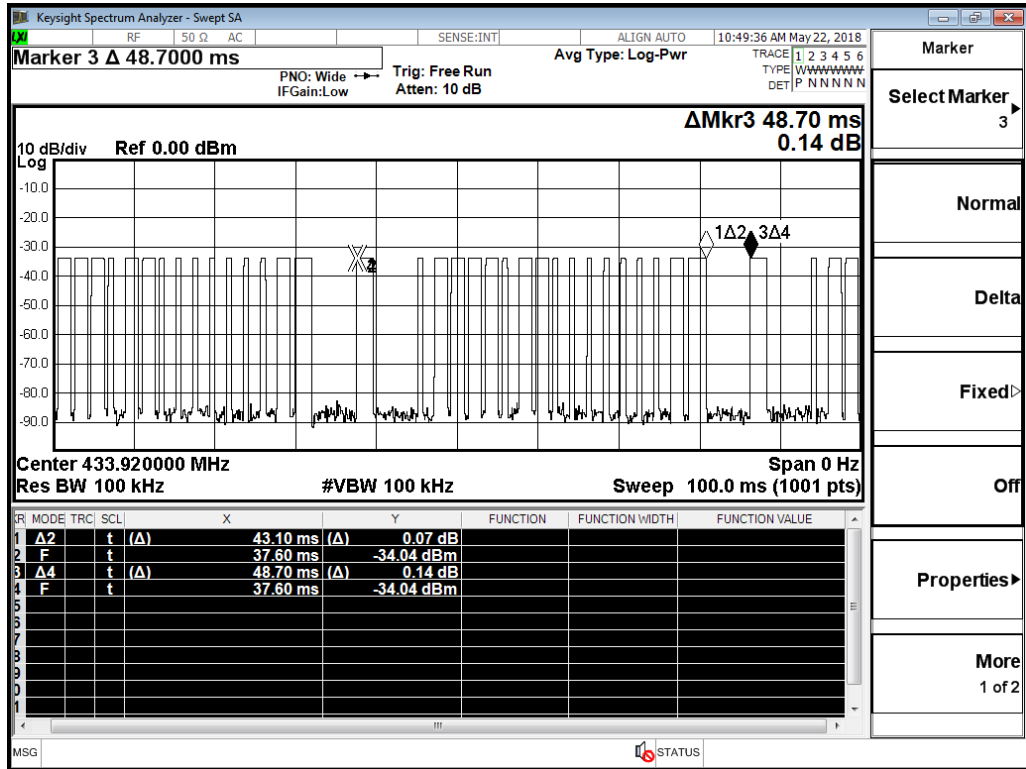 Keysight Spectrum Analyzer - Swept SA
LXI RF 50 Ω AC SENSE:INT ALIGN AUTO 10:49:36 AM May 22, 2018
Marker 3 Δ 48.7000 ms
PNO: Wide
IFGain:Low
Trig: Free Run
Atten: 10 dB
Avg Type: Log-Pwr
TRACE 1 2 3 4 5 6
TYPE WWWWWW
DET P N N N N N
ΔMkr3 48.70 ms
0.14 dB
10 dB/div Ref 0.00 dBm
Log
-10.0
-20.0
-30.0
-40.0
-50.0
-60.0
-70.0
-80.0
-90.0
1Δ2 3Δ4
Center 433.920000 MHz Span 0 Hz
Res BW 100 kHz #VBW 100 kHz Sweep 100.0 ms (1001 pts)
MODE TRC SCL X Y FUNCTION FUNCTION WIDTH FUNCTION VALUE
1 Δ2 t (Δ) 43.10 ms (Δ) 0.07 dB
2 F t 37.60 ms -34.04 dBm
3 Δ4 t (Δ) 48.70 ms (Δ) 0.14 dB
4 F t 37.60 ms -34.04 dBm
5
6
7
8
9
0
1
MSG STATUS
Marker
Select Marker
3
Normal
Delta
Fixed
Off
Properties
More
1 of 2